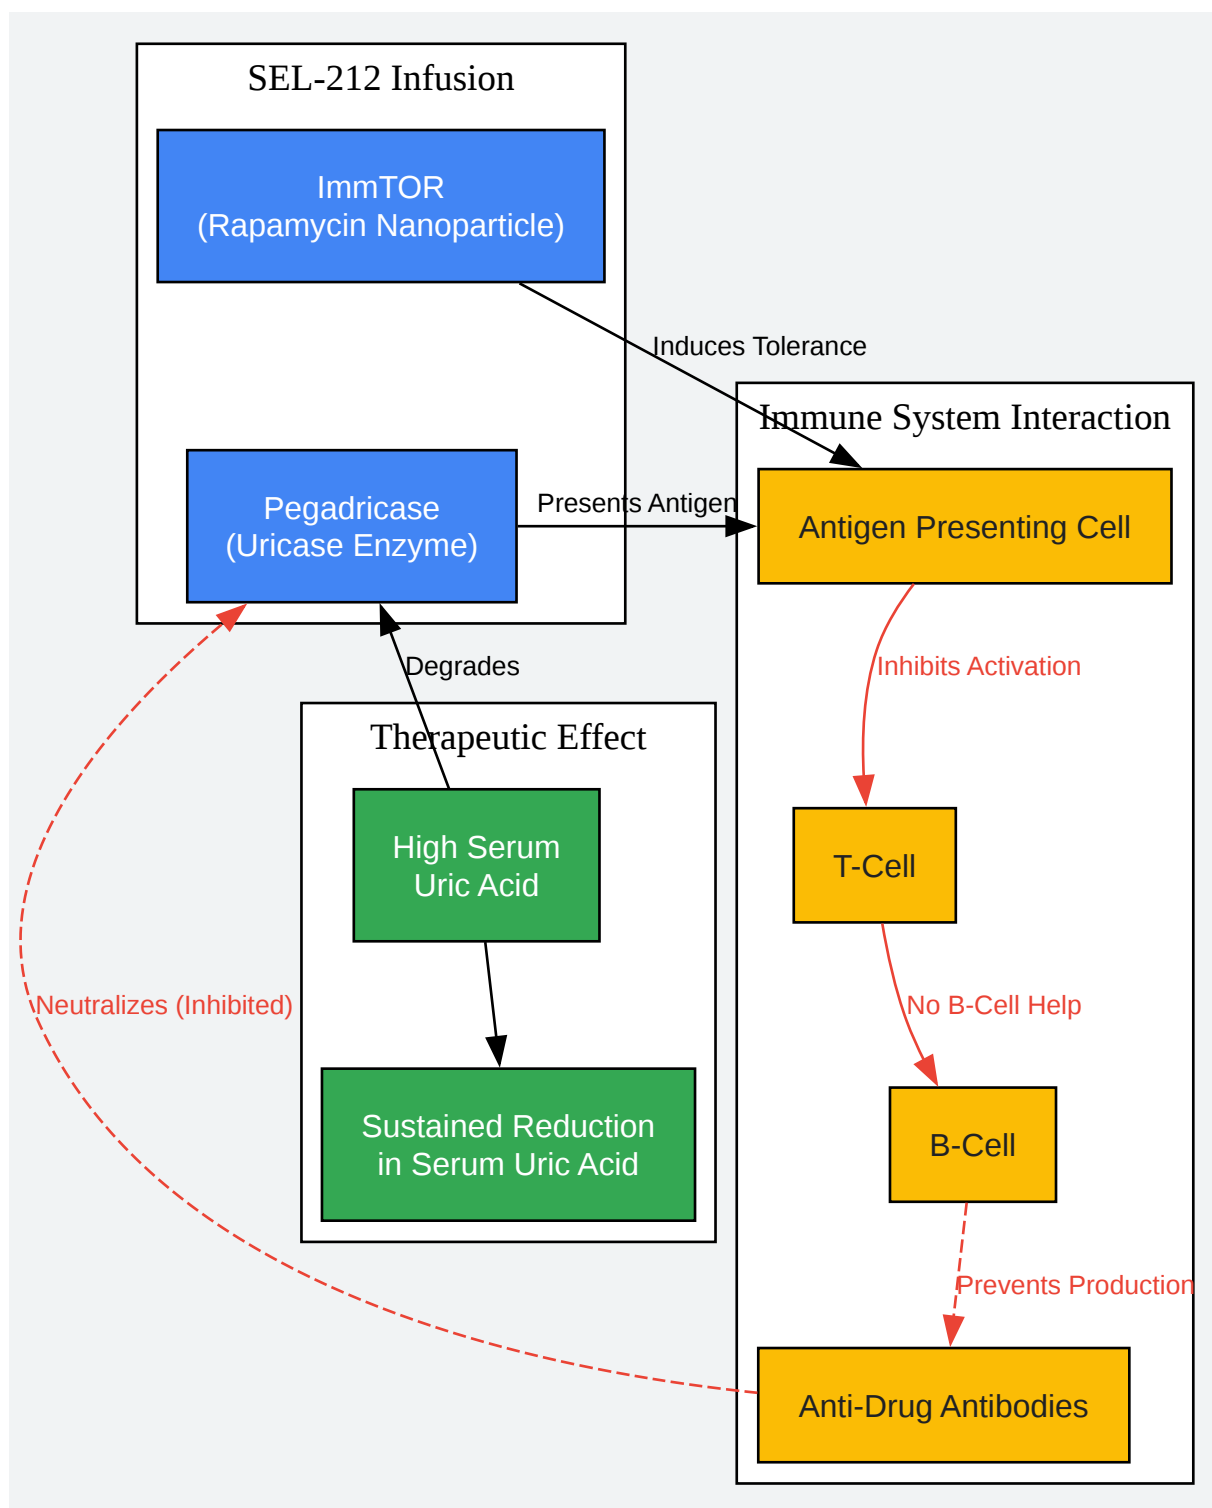 SEL-212 Infusion
ImmTOR
(Rapamycin Nanoparticle)
Induces Tolerance
Immune System Interaction
Presents Antigen
Pegadricase
(Uricase Enzyme)
Antigen Presenting Cell
Degrades
Inhibits Activation
Therapeutic Effect
High Serum
Uric Acid
T-Cell
Neutralizes (Inhibited)
No B-Cell Help
Sustained Reduction
in Serum Uric Acid
B-Cell
Prevents Production
Anti-Drug Antibodies